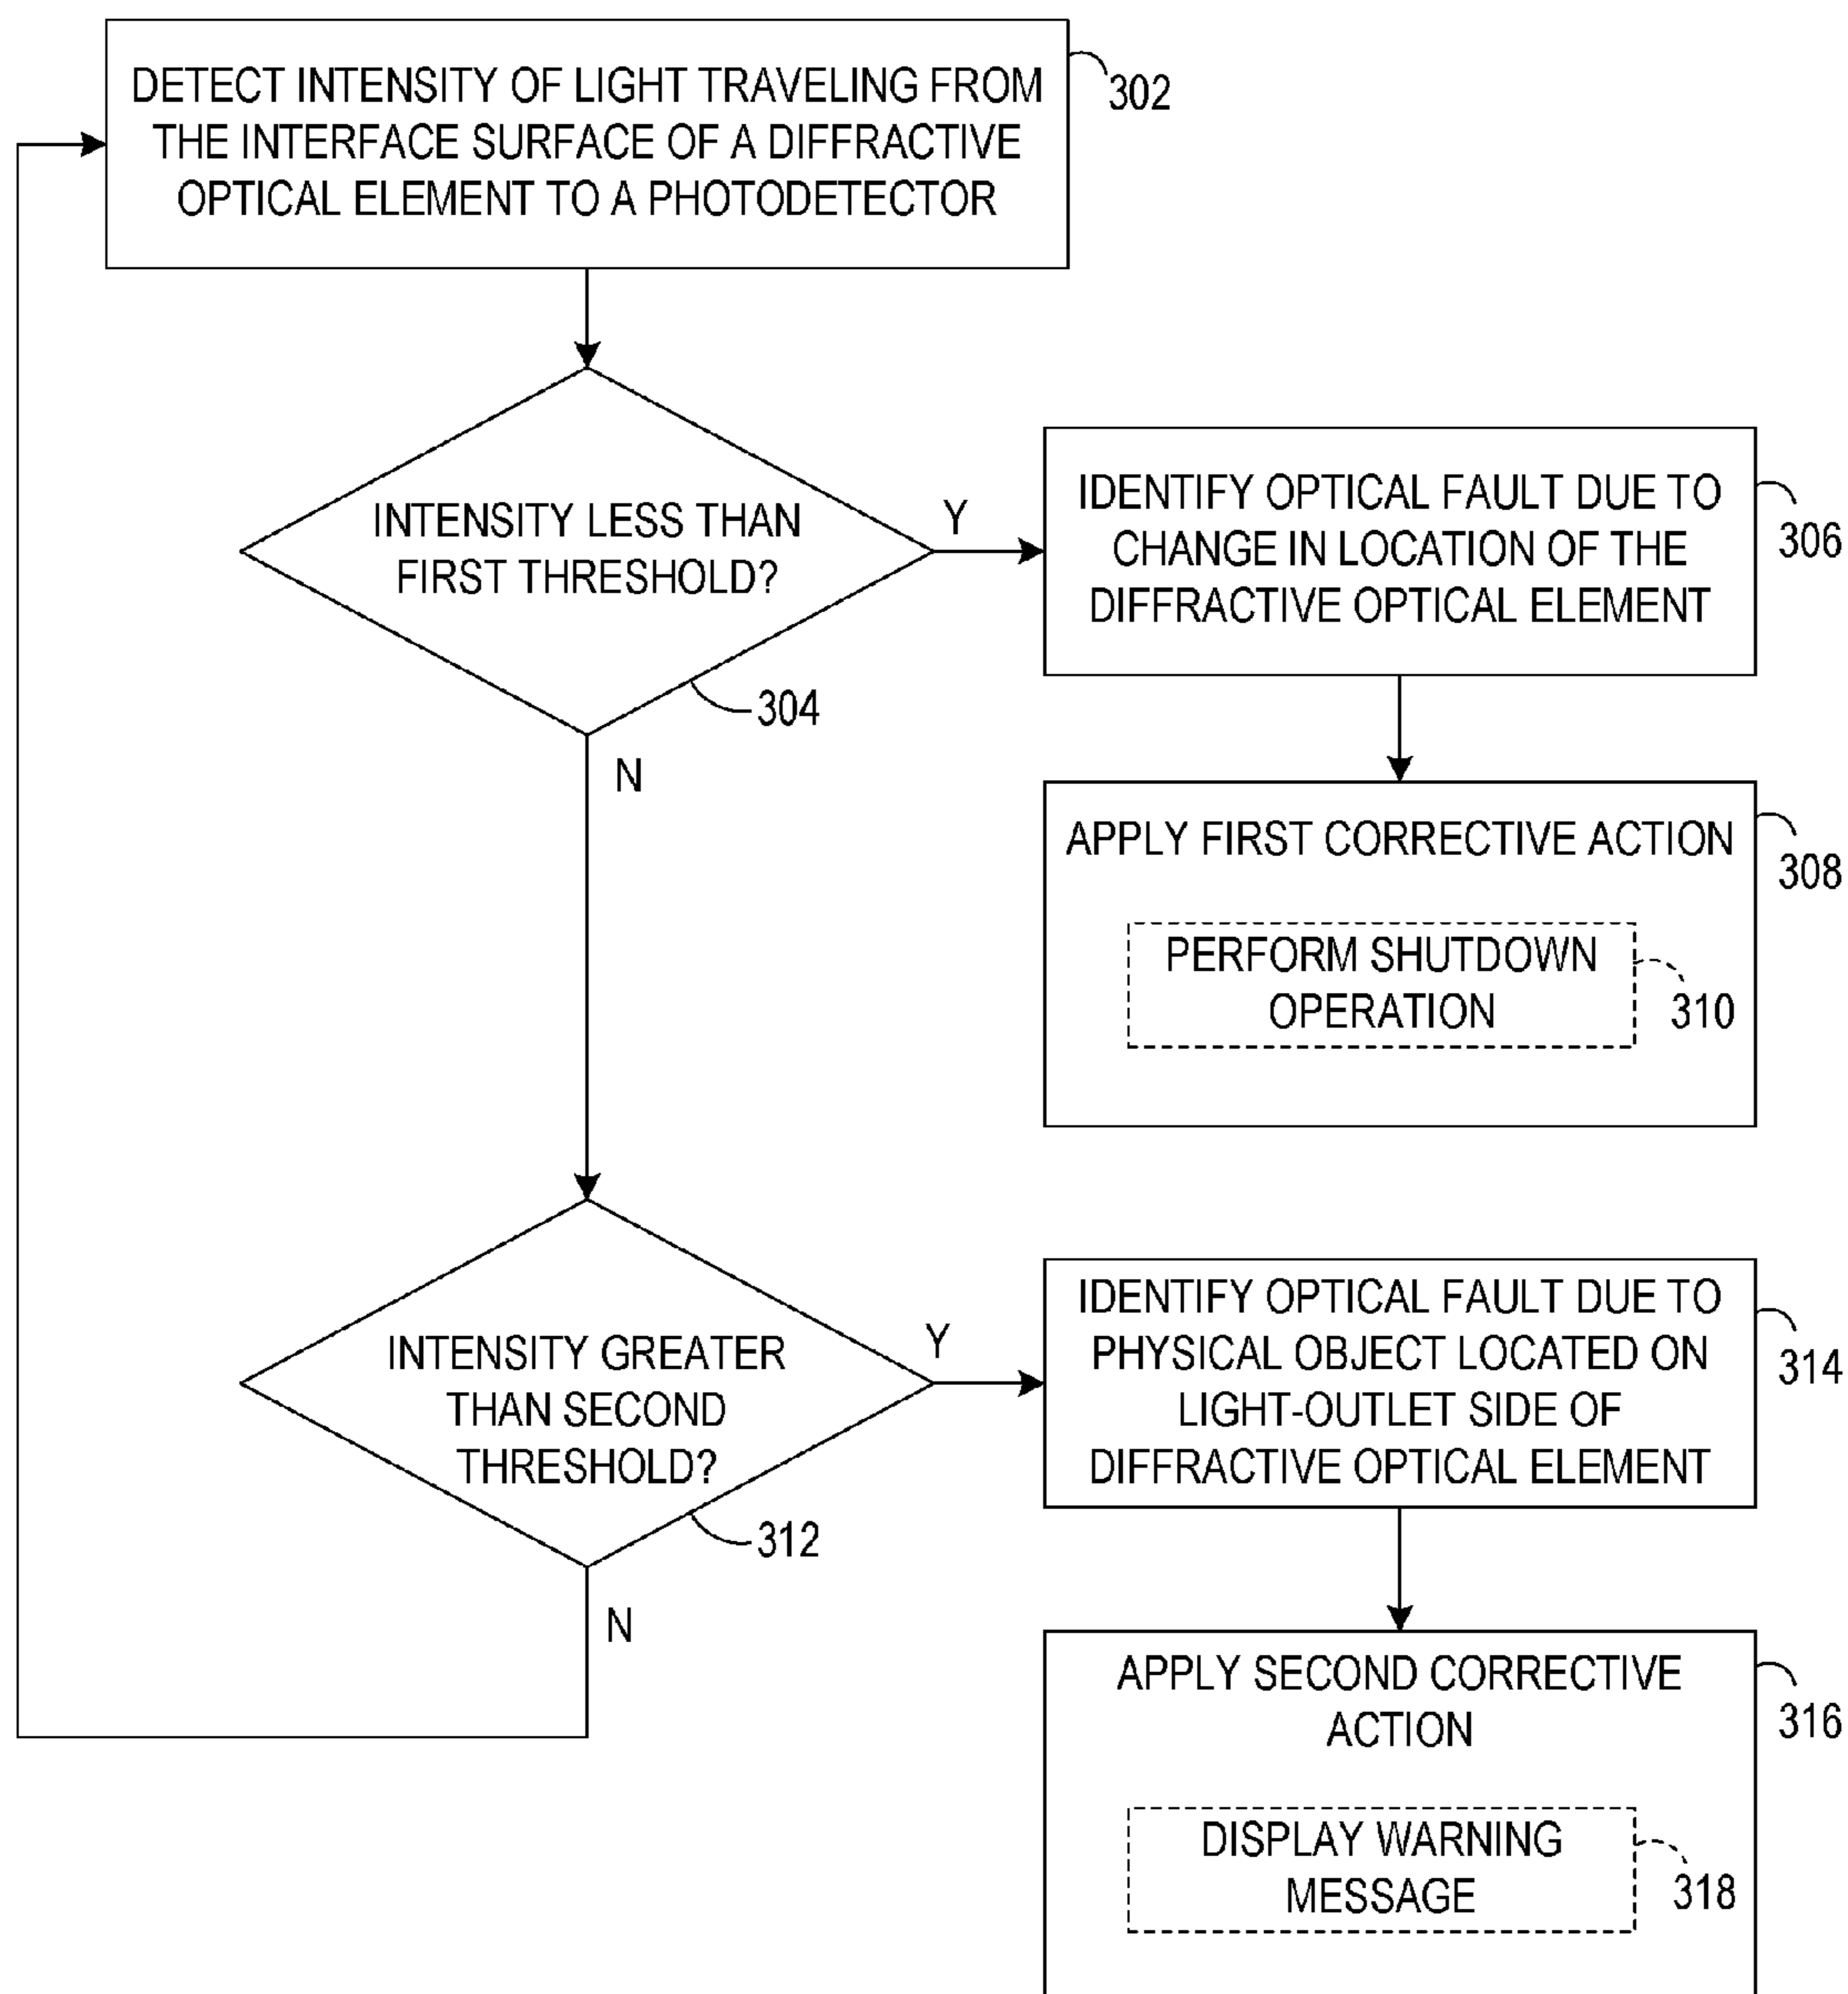 DETECT INTENSITY OF LIGHT TRAVELING FROM
THE INTERFACE SURFACE OF A DIFFRACTIVE
OPTICAL ELEMENT TO A PHOTODETECTOR
302
INTENSITY LESS THAN
FIRST THRESHOLD?
304
Y
N
IDENTIFY OPTICAL FAULT DUE TO
CHANGE IN LOCATION OF THE
DIFFRACTIVE OPTICAL ELEMENT
306
APPLY FIRST CORRECTIVE ACTION
308
PERFORM SHUTDOWN
OPERATION
310
INTENSITY GREATER
THAN SECOND
THRESHOLD?
312
Y
N
IDENTIFY OPTICAL FAULT DUE TO
PHYSICAL OBJECT LOCATED ON
LIGHT-OUTLET SIDE OF
DIFFRACTIVE OPTICAL ELEMENT
314
APPLY SECOND CORRECTIVE
ACTION
316
DISPLAY WARNING
MESSAGE
318